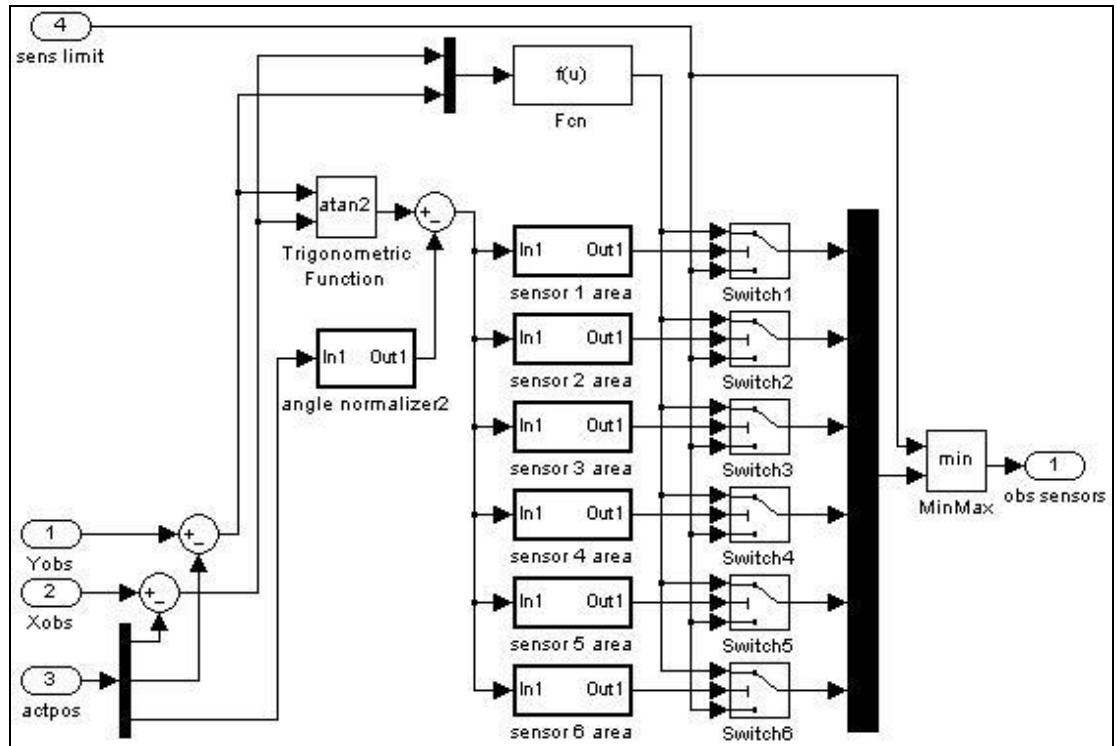 4
sens limit
f(u)
Fcn
atan2
Trigonometric
Function
+
-
In1 Out1
sensor 1 area
Switch1
In1 Out1
angle normalizer2
In1 Out1
sensor 2 area
Switch2
In1 Out1
sensor 3 area
Switch3
min
MinMax
1
obs sensors
In1 Out1
sensor 4 area
Switch4
1
Yobs
+
-
2
Xobs
+
-
In1 Out1
sensor 5 area
Switch5
3
actpos
In1 Out1
sensor 6 area
Switch6